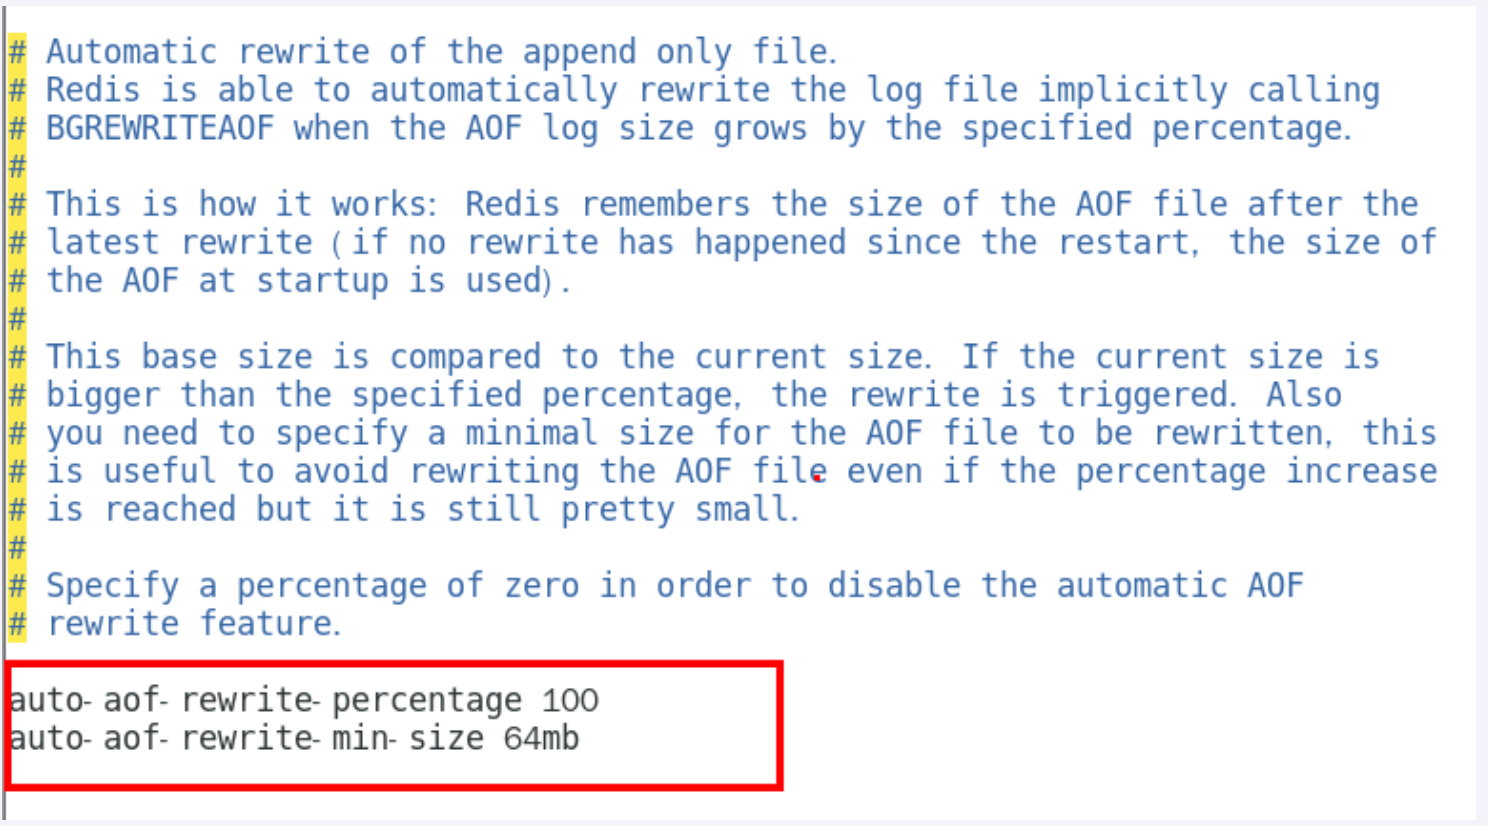 # Automatic rewrite of the append only file.
# Redis is able to automatically rewrite the log file implicitly calling
# BGREWRITEAOF when the AOF log size grows by the specified percentage.
#
# This is how it works: Redis remembers the size of the AOF file after the
# latest rewrite (if no rewrite has happened since the restart, the size of
# the AOF at startup is used).
#
# This base size is compared to the current size. If the current size is
# bigger than the specified percentage, the rewrite is triggered. Also
# you need to specify a minimal size for the AOF file to be rewritten, this
# is useful to avoid rewriting the AOF file even if the percentage increase
# is reached but it is still pretty small.
#
# Specify a percentage of zero in order to disable the automatic AOF
# rewrite feature.
auto-aof-rewrite-percentage 100
auto-aof-rewrite-min-size 64mb